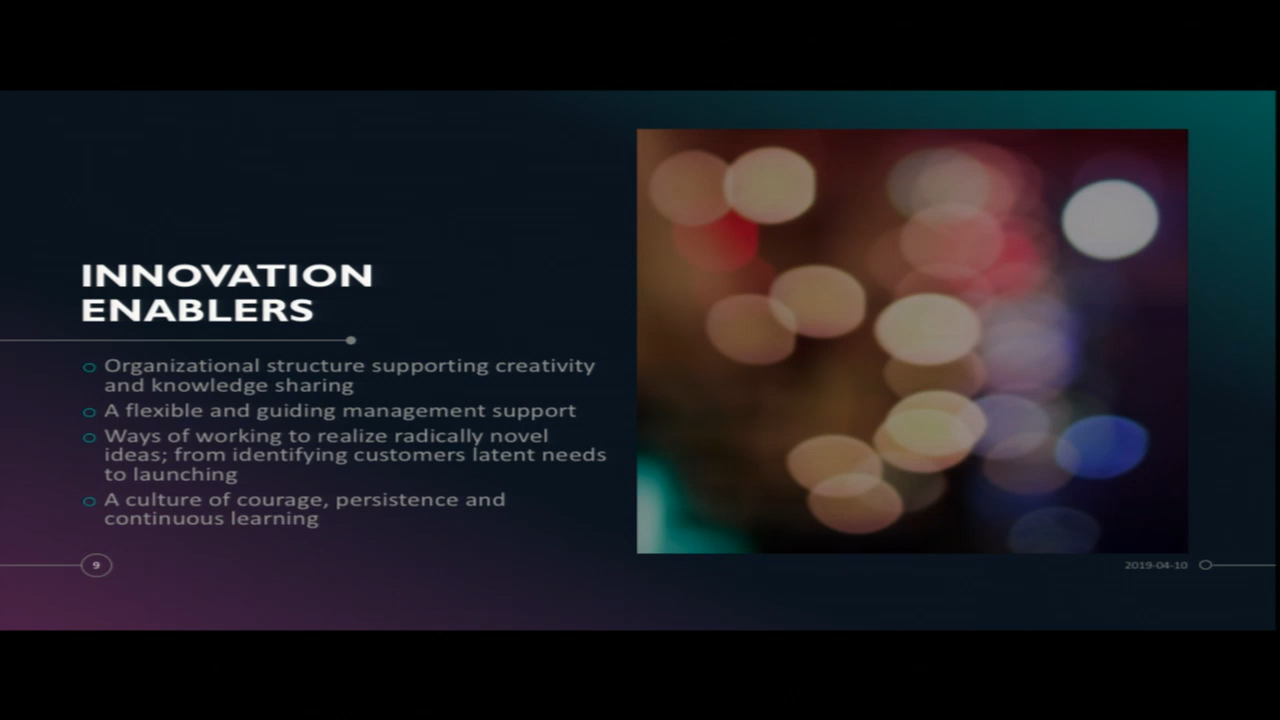 INNOVATION
ENABLERS
Organizational structure supporting creativity
and knowledge sharing
A flexible and guiding management support
Ways of working to realize radically novel
ideas; from identifying customers latent needs
to launching
A culture of courage, persistence and
continuous learning
9
2019-04-10